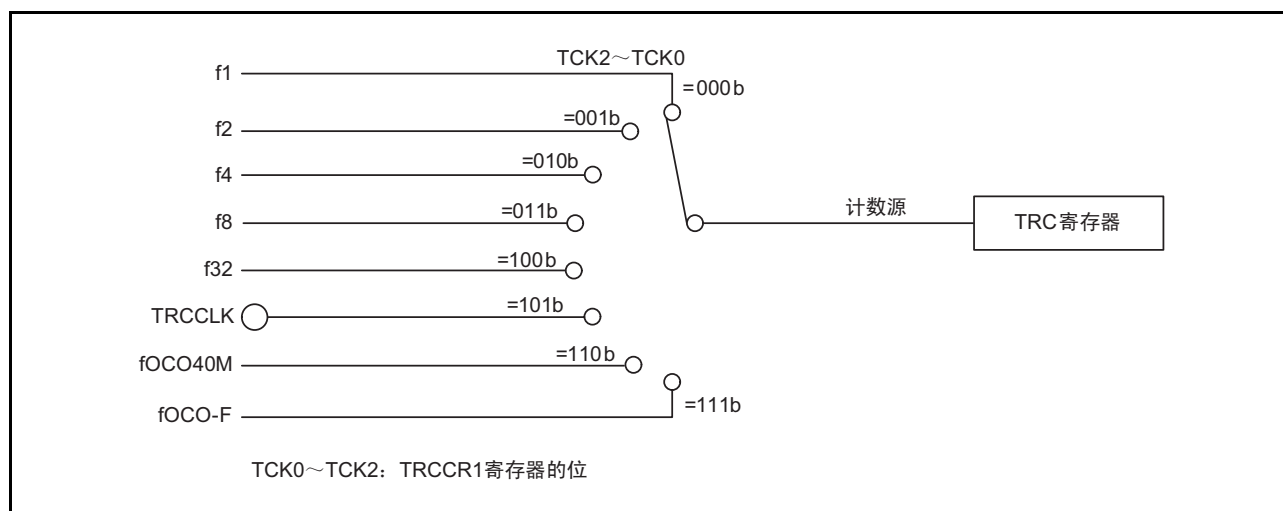 TCK2～TCK0
f1
=000b
f2
=001b
f4
=010b
f8
=011b
计数源
TRC寄存器
f32
=100b
TRCCLK
=101b
fOCO40M
=110b
fOCO-F
=111b
TCK0～TCK2：TRCCR1寄存器的位